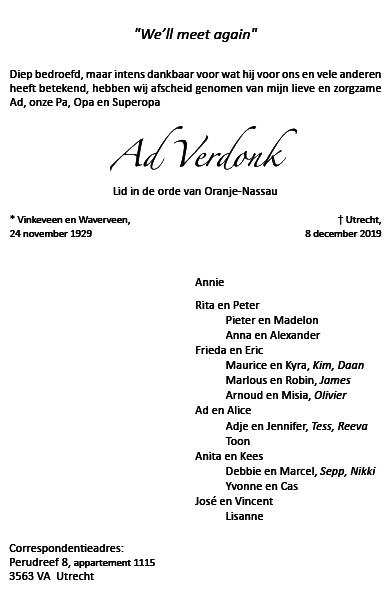 "We'll meet again"
Diep bedroefd, maar intens dankbaar voor wat hij voor ons en vele anderen
heeft betekend, hebben wij afscheid genomen van mijn lieve en zorgzame
Ad, onze Pa, Opa en Superopa
Ad Verdonk
Lid in de orde van Oranje-Nassau
* Vinkeveen en Waverveen,
24 november 1929
† Utrecht,
8 december 2019
Annie
Rita en Peter
Pieter en Madelon
Anna en Alexander
Frieda en Eric
Maurice en Kyra, Kim, Daan
Marlous en Robin, James
Arnoud en Misia, Olivier
Ad en Alice
Adje en Jennifer, Tess, Reeva
Toon
Anita en Kees
Debbie en Marcel, Sepp, Nikki
Yvonne en Cas
José en Vincent
Lisanne
Correspondentieadres:
Perudreef 8, appartement 1115
3563 VA  Utrecht